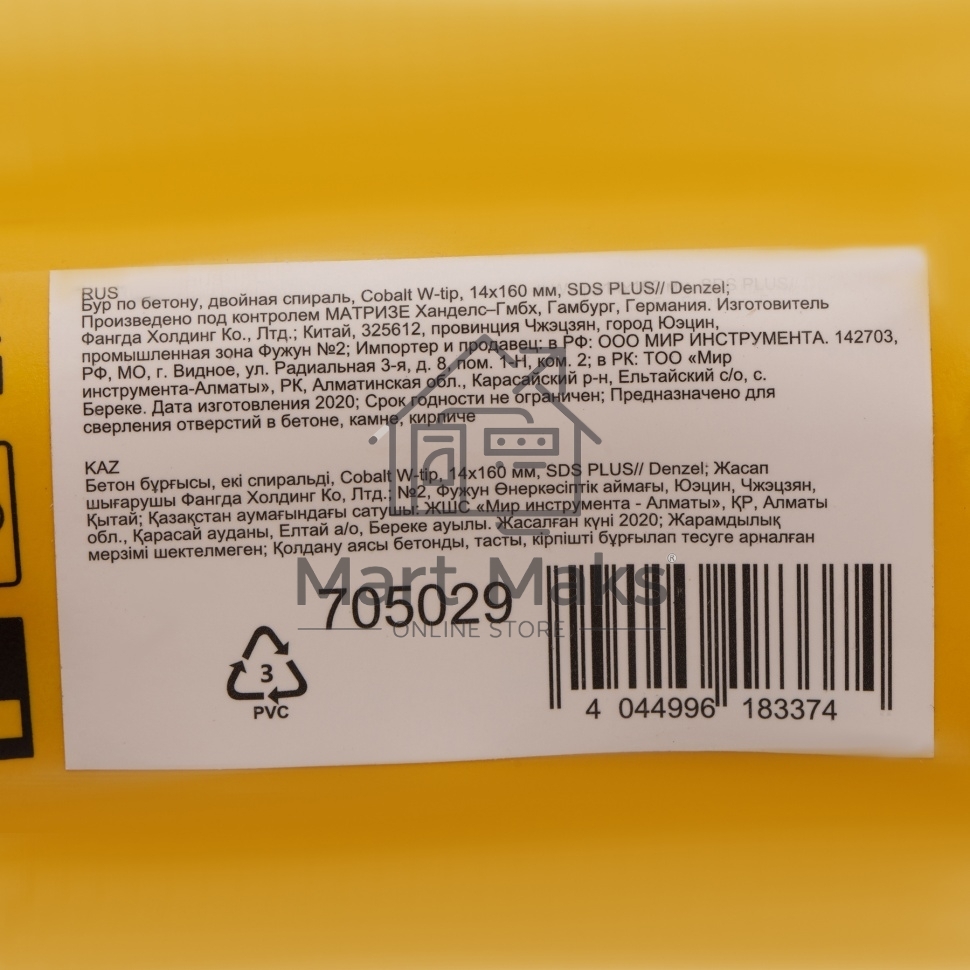 RUS
Бур по бетону, двойная спираль, Cobalt W-tip, 14x160 мм, SDS PLUS// Denzel;
Произведено под контролем МАТРИЗЕ Ханделс–Гмбх, Гамбург, Германия. Изготовитель
Фангда Холдинг Ко., Лтд.; Китай, 325612, провинция Чжэцзян, город Юэцин,
промышленная зона Фужун №2; Импортер и продавец: в РФ: ООО МИР ИНСТРУМЕНТА. 142703,
РФ, МО, г. Видное, ул. Радиальная 3-я, д. 8, пом. 1-Н, ком. 2; в РК: ТОО «Мир
инструмента-Алматы», РК, Алматинская обл., Карасайский р-н, Ельтайский с/о, с.
Береке. Дата изготовления 2020; Срок годности не ограничен; Предназначено для
сверления отверстий в бетоне, камне, кирпиче
KAZ
Бетон бұрғысы, екі спиральді, Cobalt W-tip, 14x160 мм, SDS PLUS// Denzel; Жасап
шығарушы Фангда Холдинг Ко, Лтд.; №2, Фужун Өнеркәсіптік аймағы, Юэцин, Чжэцзян,
Қытай; Қазақстан аумағындағы сатушы: ЖШС «Мир инструмента - Алматы», ҚР, Алматы
обл., Қарасай ауданы, Елтай а/о, Береке ауылы. Жасалған күні 2020; Жарамдылық
мерзімі шектелмеген; Қолдану аясы бетонды, тасты, кірпішті бұрғылап тесуге арналған
Mart Maks®
705029
ONLINE STORE
3
PVC
4 044996 183374